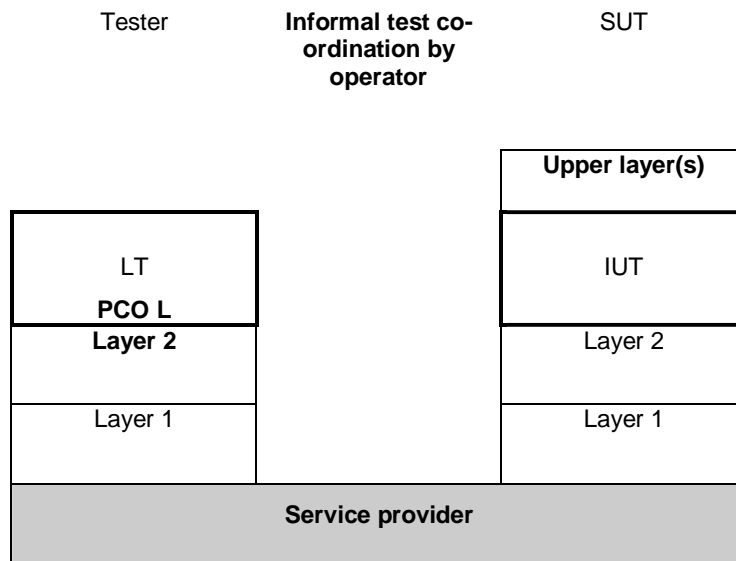 Tester
Informal test co-
ordination by
operator
SUT
Upper layer(s)
LT
IUT
PCO L
Layer 2
Layer 2
Layer 1
Layer 1
Service provider